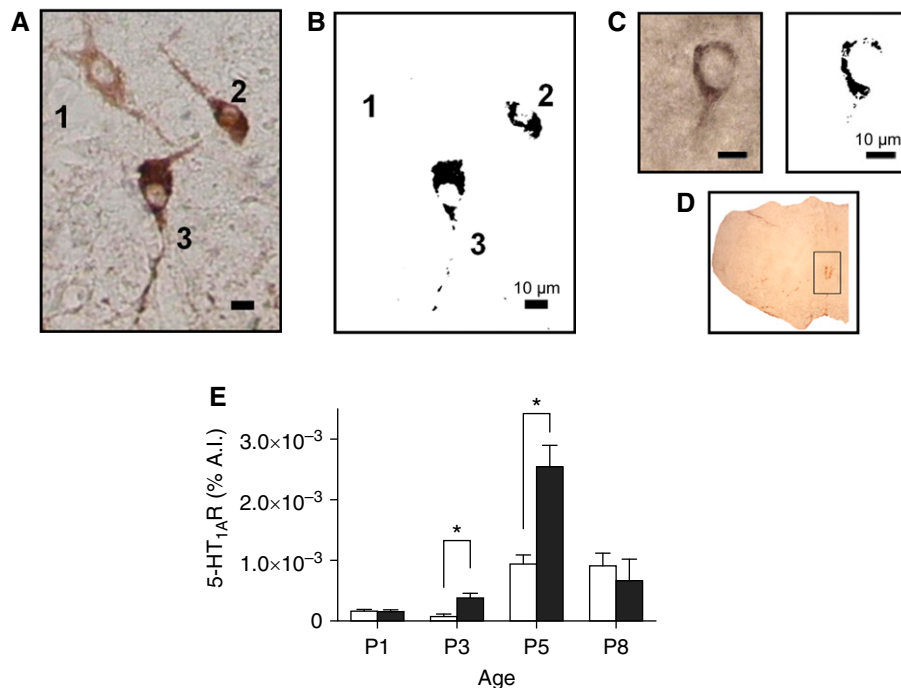 A
1
2
3
B
1
2
3
10 µm
C
10 µm
D
E
5-HT1AR (% A.I.)
3.0×10⁻³
2.0×10⁻³
1.0×10⁻³
0
*
*
P1 P3 P5 P8
Age